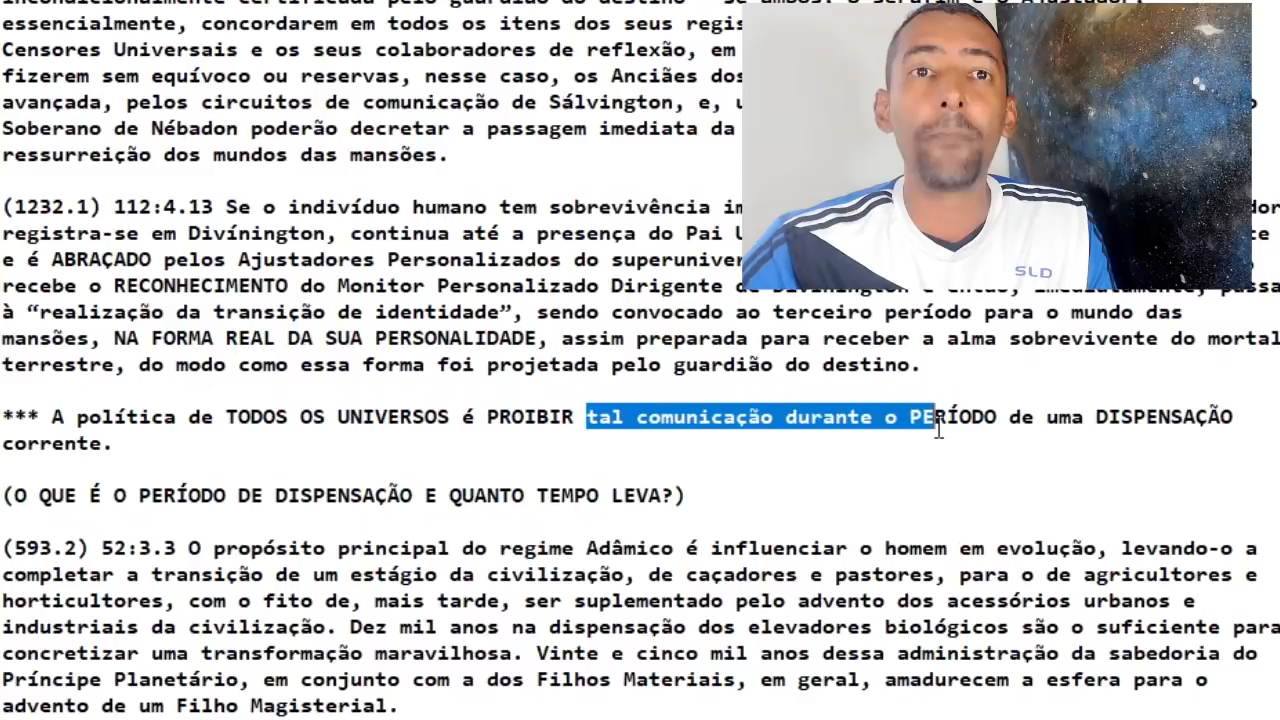 incondicionalmente certificada pelo guardião do destino
essencialmente, concordarem em todos os itens dos seus regis
Censores Universais e os seus colaboradores de reflexão, em
fizerem sem equívoco ou reservas, nesse caso, os Anciães dos
avançada, pelos circuitos de comunicação de Sálvington, e, u
Soberano de Nébadon poderão decretar a passagem imediata da
ressurreição dos mundos das mansões.
(1232.1) 112:4.13 Se o indivíduo humano tem sobrevivência im
registra-se em Divínington, continua até a presença do Pai U
e é ABRAÇADO pelos Ajustadores Personalizados do superuniver
recebe o RECONHECIMENTO do Monitor Personalizado Dirigente
à “realização da transição de identidade”, sendo convocado ao terceiro período para o mundo das
mansões, NA FORMA REAL DA SUA PERSONALIDADE, assim preparada para receber a alma sobrevivente do mortal
terrestre, do modo como essa forma foi projetada pelo guardião do destino.
*** A política de TODOS OS UNIVERSOS é PROIBIR tal comunicação durante o PERÍODO de uma DISPENSAÇÃO
corrente.
(O QUE É O PERÍODO DE DISPENSAÇÃO E QUANTO TEMPO LEVA?)
(593.2) 52:3.3 O propósito principal do regime Adâmico é influenciar o homem em evolução, levando-o a
completar a transição de um estágio da civilização, de caçadores e pastores, para o de agricultores e
horticultores, com o fito de, mais tarde, ser suplementado pelo advento dos acessórios urbanos e
industriais da civilização. Dez mil anos na dispensação dos elevadores biológicos são o suficiente para
concretizar uma transformação maravilhosa. Vinte e cinco mil anos dessa administração da sabedoria do
Príncipe Planetário, em conjunto com a dos Filhos Materiais, em geral, amadurecem a esfera para o
advento de um Filho Magisterial.
SLD